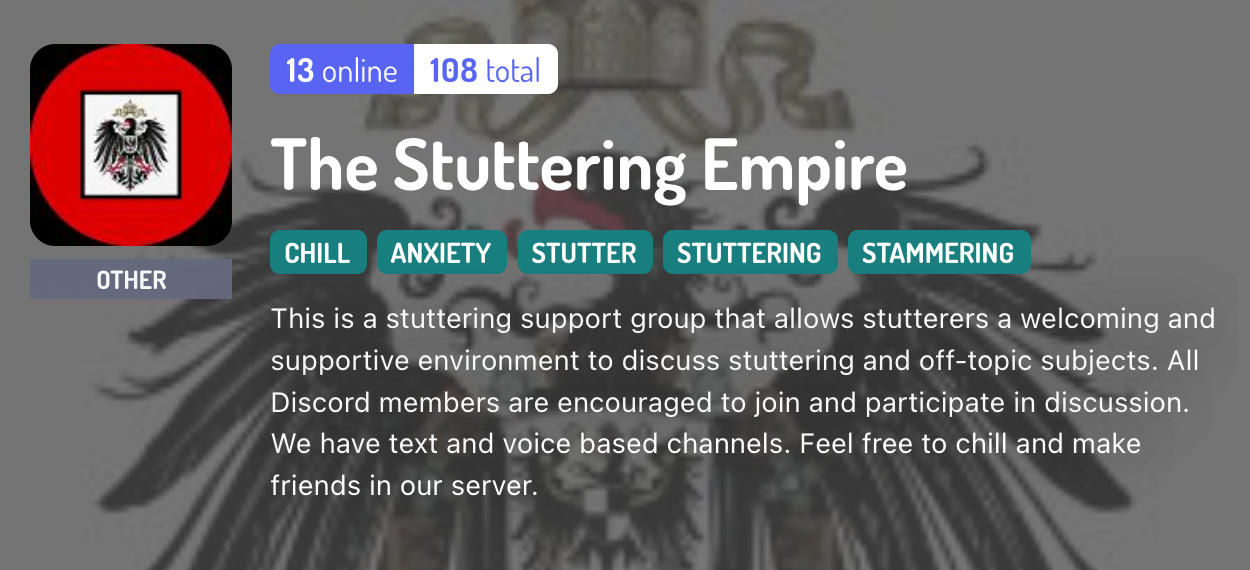 13 online 108 total
The Stuttering Empire
CHILL ANXIETY STUTTER STUTTERING STAMMERING
OTHER
This is a stuttering support group that allows stutterers a welcoming and
supportive environment to discuss stuttering and off-topic subjects. All
Discord members are encouraged to join and participate in discussion.
We have text and voice based channels. Feel free to chill and make
friends in our server.